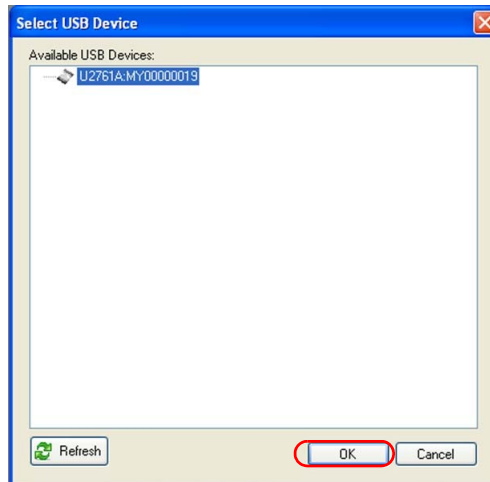 Select USB Device
Available USB Devices:
U2761A:MY00000019
Refresh
OK
Cancel